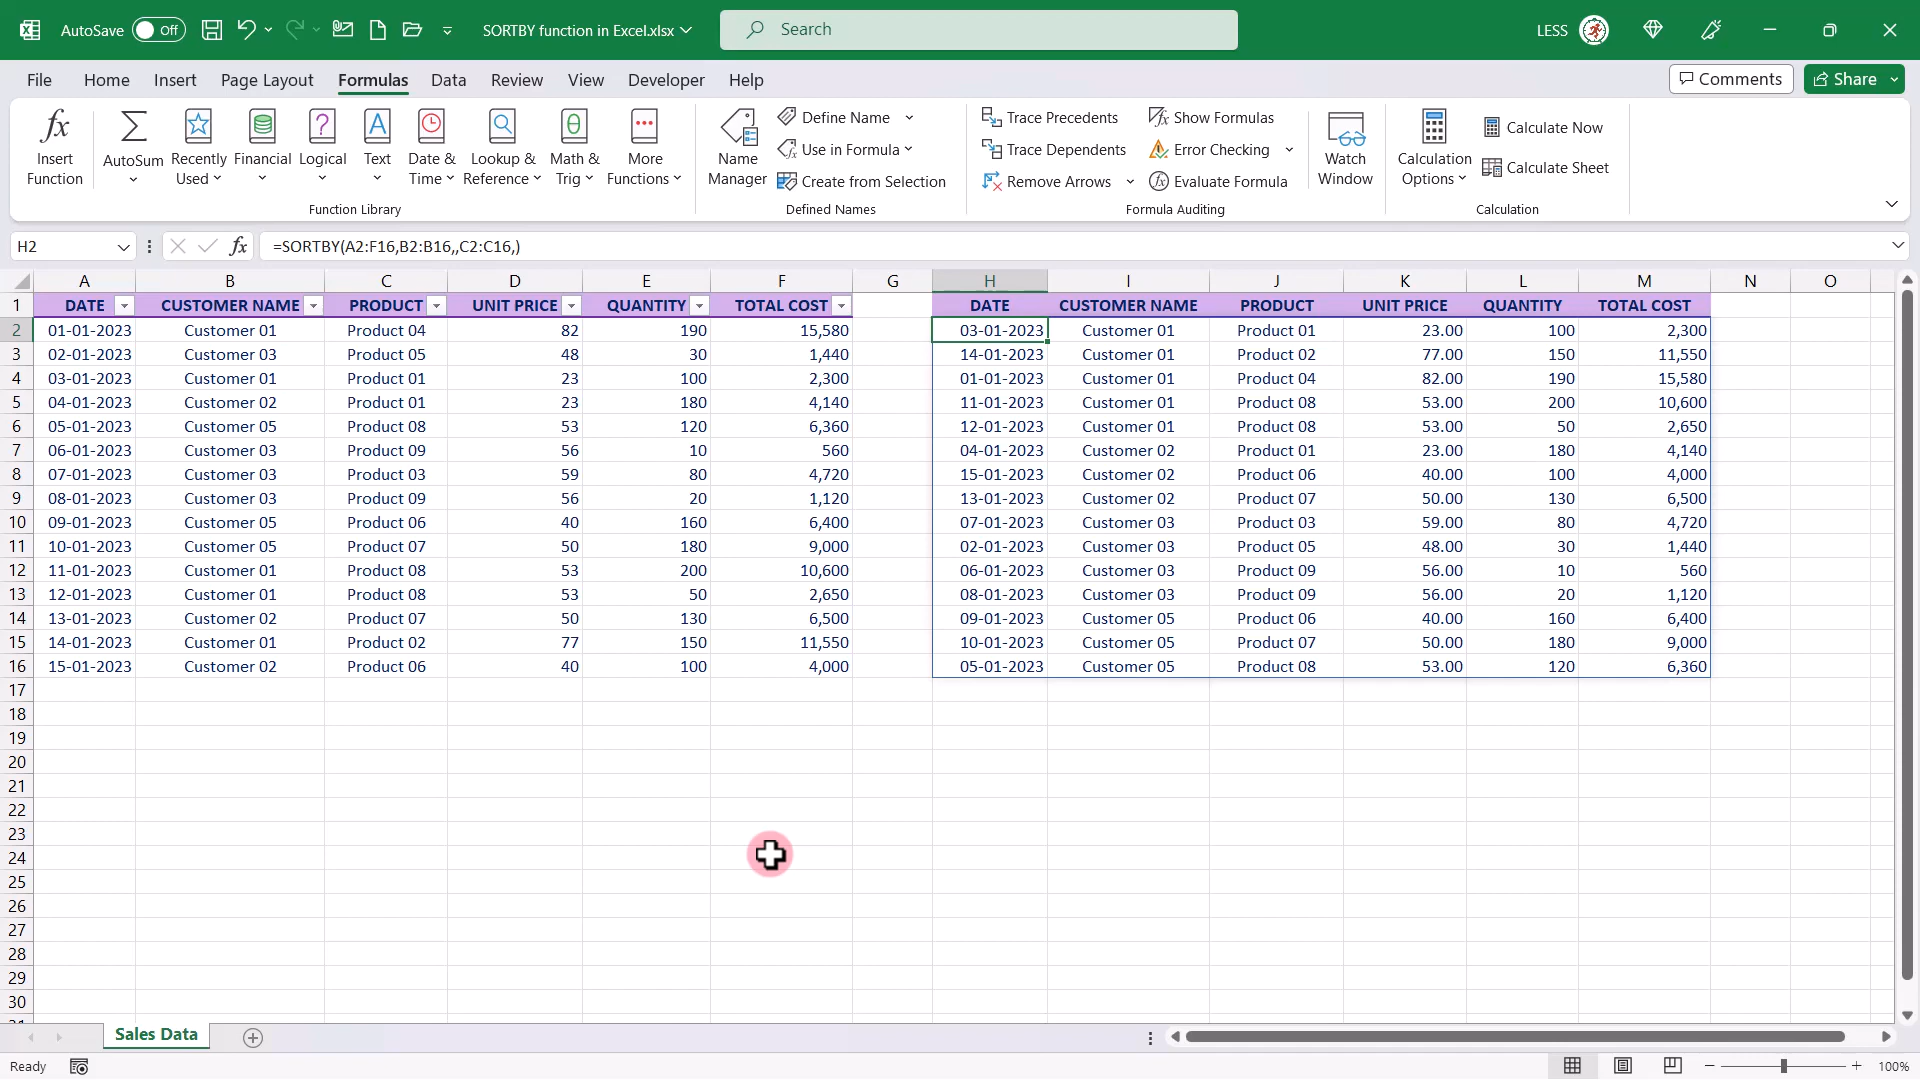 AutoSave Off SORTBY function in Excel.xlsx Search LESS
File Home Insert Page Layout Formulas Data Review View Developer Help Comments Share
Insert Function AutoSum Recently Used Financial Logical Text Date & Time Lookup & Reference Math & Trig More Functions
Function Library
Name Manager Define Name Use in Formula Create from Selection
Defined Names
Trace Precedents Trace Dependents Remove Arrows Show Formulas Error Checking Evaluate Formula
Formula Auditing
Watch Window
Calculation Options Calculate Now Calculate Sheet
Calculation
H2 fx =SORTBY(A2:F16,B2:B16,,C2:C16,)
A B C D E F G H I J K L M N O
1 DATE CUSTOMER NAME PRODUCT UNIT PRICE QUANTITY TOTAL COST DATE CUSTOMER NAME PRODUCT UNIT PRICE QUANTITY TOTAL COST
2 01-01-2023 Customer 01 Product 04 82 190 15,580 03-01-2023 Customer 01 Product 01 23.00 100 2,300
3 02-01-2023 Customer 03 Product 05 48 30 1,440 14-01-2023 Customer 01 Product 02 77.00 150 11,550
4 03-01-2023 Customer 01 Product 01 23 100 2,300 01-01-2023 Customer 01 Product 04 82.00 190 15,580
5 04-01-2023 Customer 02 Product 01 23 180 4,140 11-01-2023 Customer 01 Product 08 53.00 200 10,600
6 05-01-2023 Customer 05 Product 08 53 120 6,360 12-01-2023 Customer 01 Product 08 53.00 50 2,650
7 06-01-2023 Customer 03 Product 09 56 10 560 04-01-2023 Customer 02 Product 01 23.00 180 4,140
8 07-01-2023 Customer 03 Product 03 59 80 4,720 15-01-2023 Customer 02 Product 06 40.00 100 4,000
9 08-01-2023 Customer 03 Product 09 56 20 1,120 13-01-2023 Customer 02 Product 07 50.00 130 6,500
10 09-01-2023 Customer 05 Product 06 40 160 6,400 07-01-2023 Customer 03 Product 03 59.00 80 4,720
11 10-01-2023 Customer 05 Product 07 50 180 9,000 02-01-2023 Customer 03 Product 05 48.00 30 1,440
12 11-01-2023 Customer 01 Product 08 53 200 10,600 06-01-2023 Customer 03 Product 09 56.00 10 560
13 12-01-2023 Customer 01 Product 08 53 50 2,650 08-01-2023 Customer 03 Product 09 56.00 20 1,120
14 13-01-2023 Customer 02 Product 07 50 130 6,500 09-01-2023 Customer 05 Product 06 40.00 160 6,400
15 14-01-2023 Customer 01 Product 02 77 150 11,550 10-01-2023 Customer 05 Product 07 50.00 180 9,000
16 15-01-2023 Customer 02 Product 06 40 100 4,000 05-01-2023 Customer 05 Product 08 53.00 120 6,360
17
18
19
20
21
22
23
24
25
26
27
28
29
30
Sales Data
Ready 100%